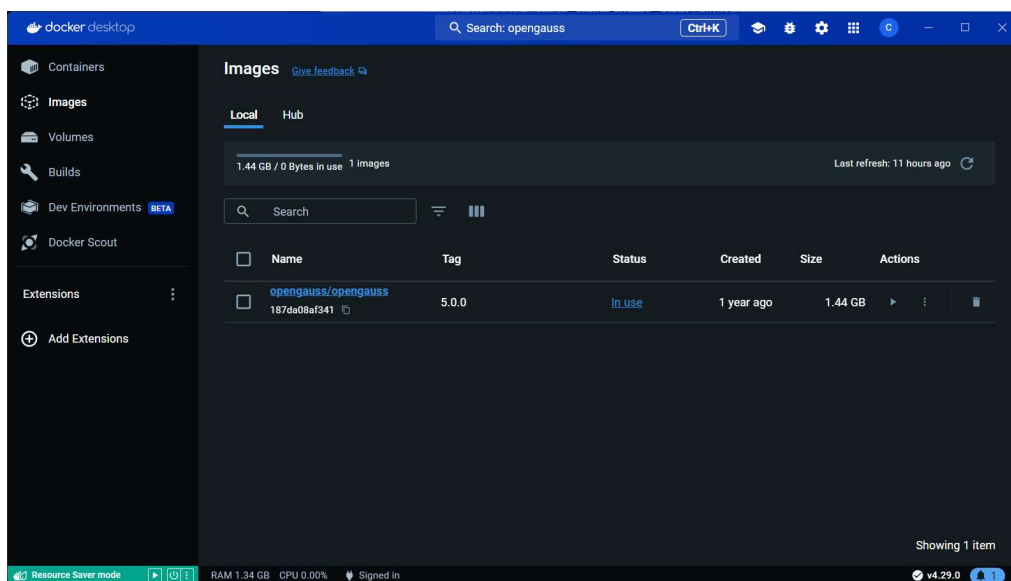 docker desktop
Search: opengauss
Ctrl+K
C
Containers
Images
Volumes
Builds
Dev Environments BETA
Docker Scout
Extensions
Add Extensions
Images Give feedback
Local Hub
1.44 GB / 0 Bytes in use 1 images
Last refresh: 11 hours ago
Search
Name Tag Status Created Size Actions
opengauss/opengauss
187da08af341
5.0.0 In use 1 year ago 1.44 GB
Showing 1 item
Resource Saver mode
RAM 1.34 GB CPU 0.00% Signed in
v4.29.0
1